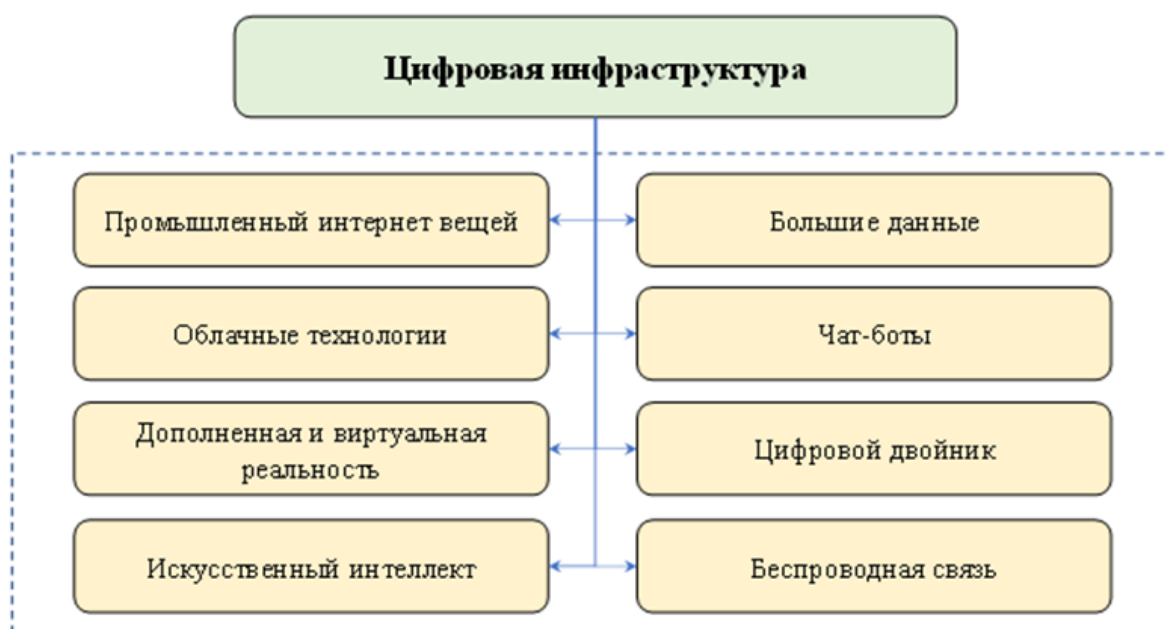 Цифровая инфраструктура
Промышленный интернет вещей
Большие данные
Облачные технологии
Чат-боты
Дополненная и виртуальная
реальность
Цифровой двойник
Искусственный интеллект
Беспроводная связь